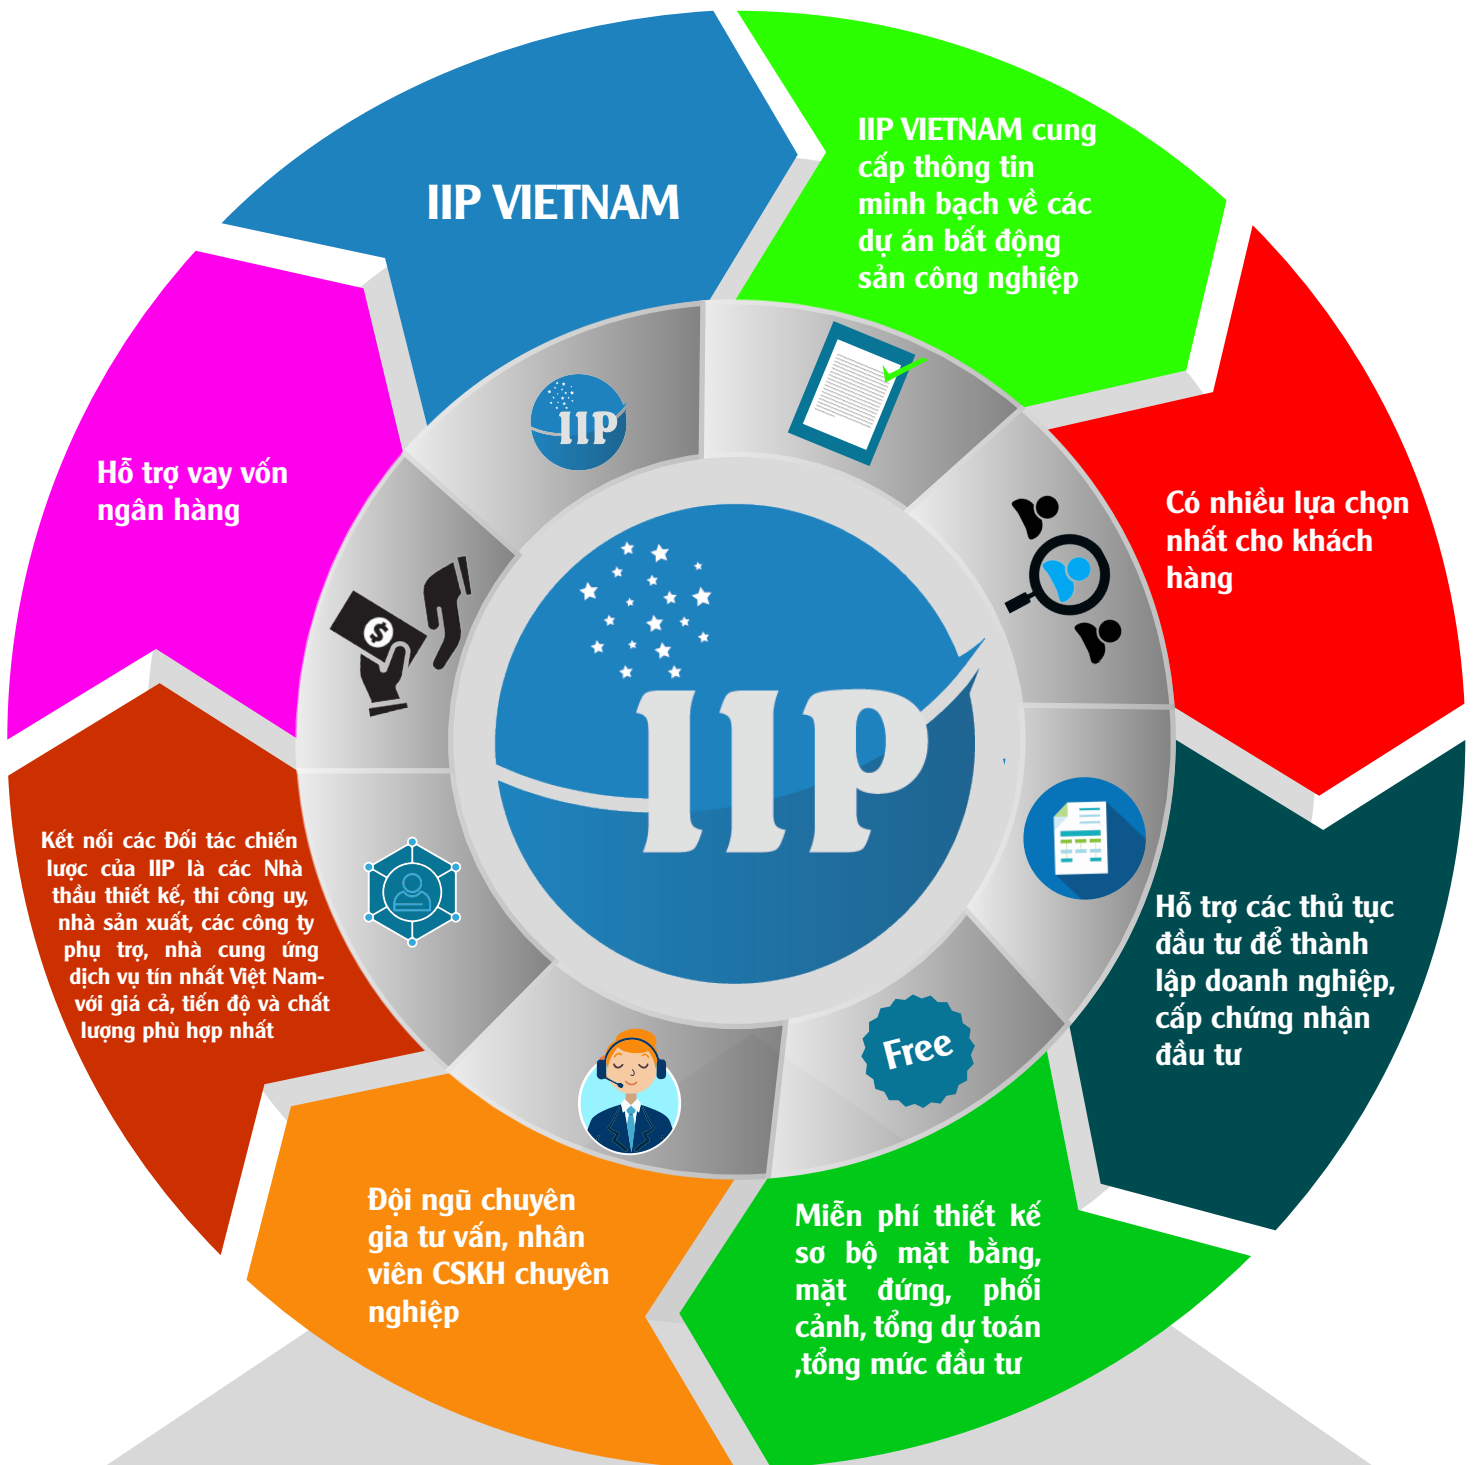 IIP VIETNAM
IIP VIETNAM cung
cấp thông tin
minh bạch về các
dự án bất động
sản công nghiệp
Có nhiều lựa chọn
nhất cho khách
hàng
Hỗ trợ các thủ tục
đầu tư để thành
lập doanh nghiệp,
cấp chứng nhận
đầu tư
Miễn phí thiết kế
sơ bộ mặt bằng,
mặt đứng, phối
cảnh, tổng dự toán
,tổng mức đầu tư
Đội ngũ chuyên
gia tư vấn, nhân
viên CSKH chuyên
nghiệp
Kết nối các Đối tác chiến
lược của IIP là các Nhà
thầu thiết kế, thi công uy,
nhà sản xuất, các công ty
phụ trợ, nhà cung ứng
dịch vụ tín nhất Việt Nam-
với giá cả, tiến độ và chất
lượng phù hợp nhất
Hỗ trợ vay vốn
ngân hàng
IIP
$
Free
IIP